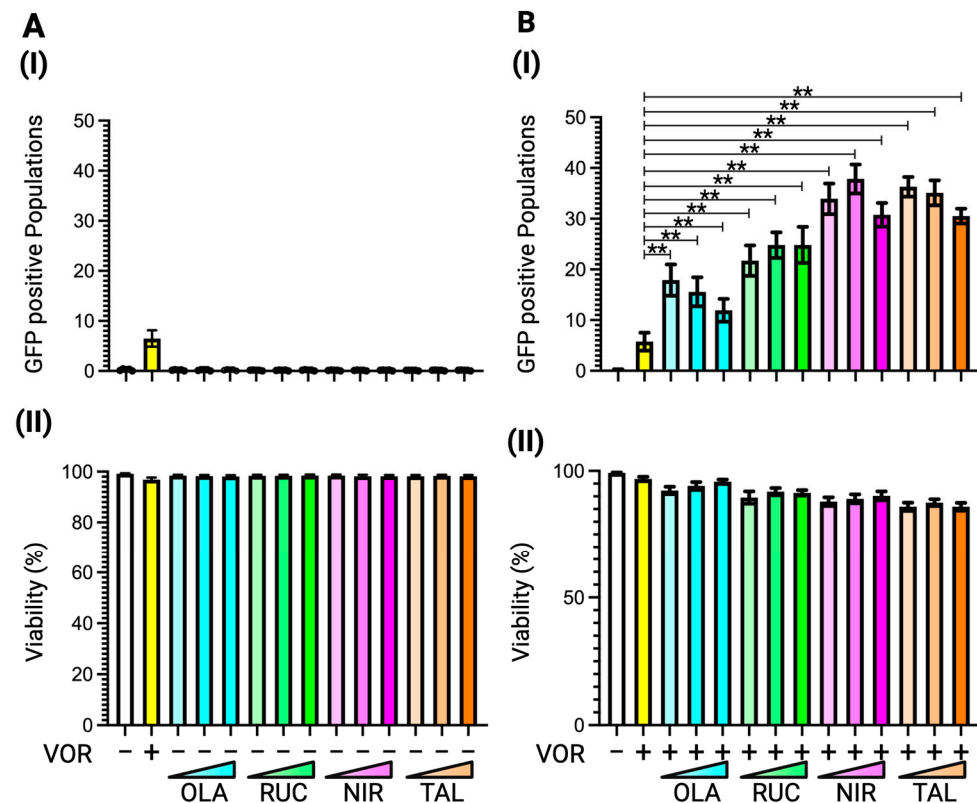 A
(I)
GFP positive Populations
50
40
30
20
10
0
(II)
Viability (%)
100
80
60
40
20
0
VOR
− + − − − − − − − − − − − −
OLA RUC NIR TAL
B
(I)
GFP positive Populations
50
40
30
20
10
0
**
**
**
**
**
**
**
**
**
**
**
**
(II)
Viability (%)
100
50
0
VOR
− + + + + + + + + + + + + +
OLA RUC NIR TAL